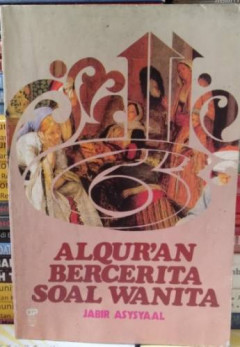 ALQUR'AN
BERCERITA
SOAL WANITA
JABIR ASYSYAAL